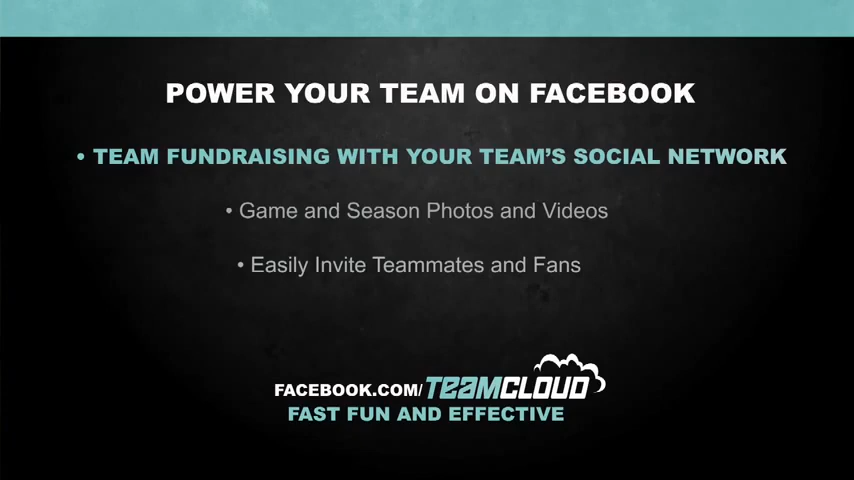 POWER YOUR TEAM ON FACEBOOK
• TEAM FUNDRAISING WITH YOUR TEAM'S SOCIAL NETWORK
• Game and Season Photos and Videos
• Easily Invite Teammates and Fans
FACEBOOK.COM/TEAMCLOUD
FAST FUN AND EFFECTIVE